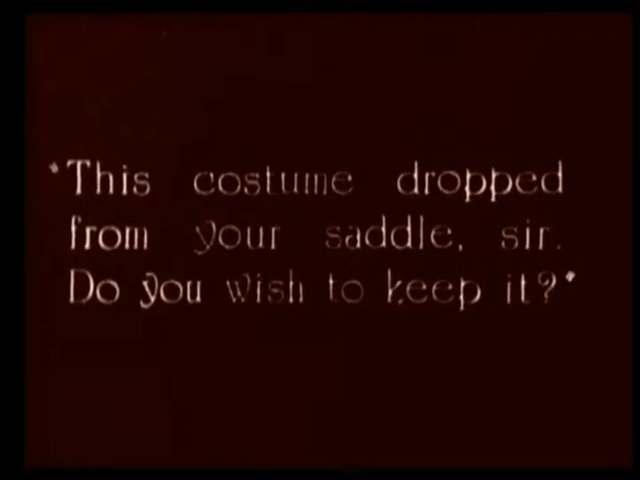 "This costume dropped
from your saddle, sir.
Do you wish to keep it?"